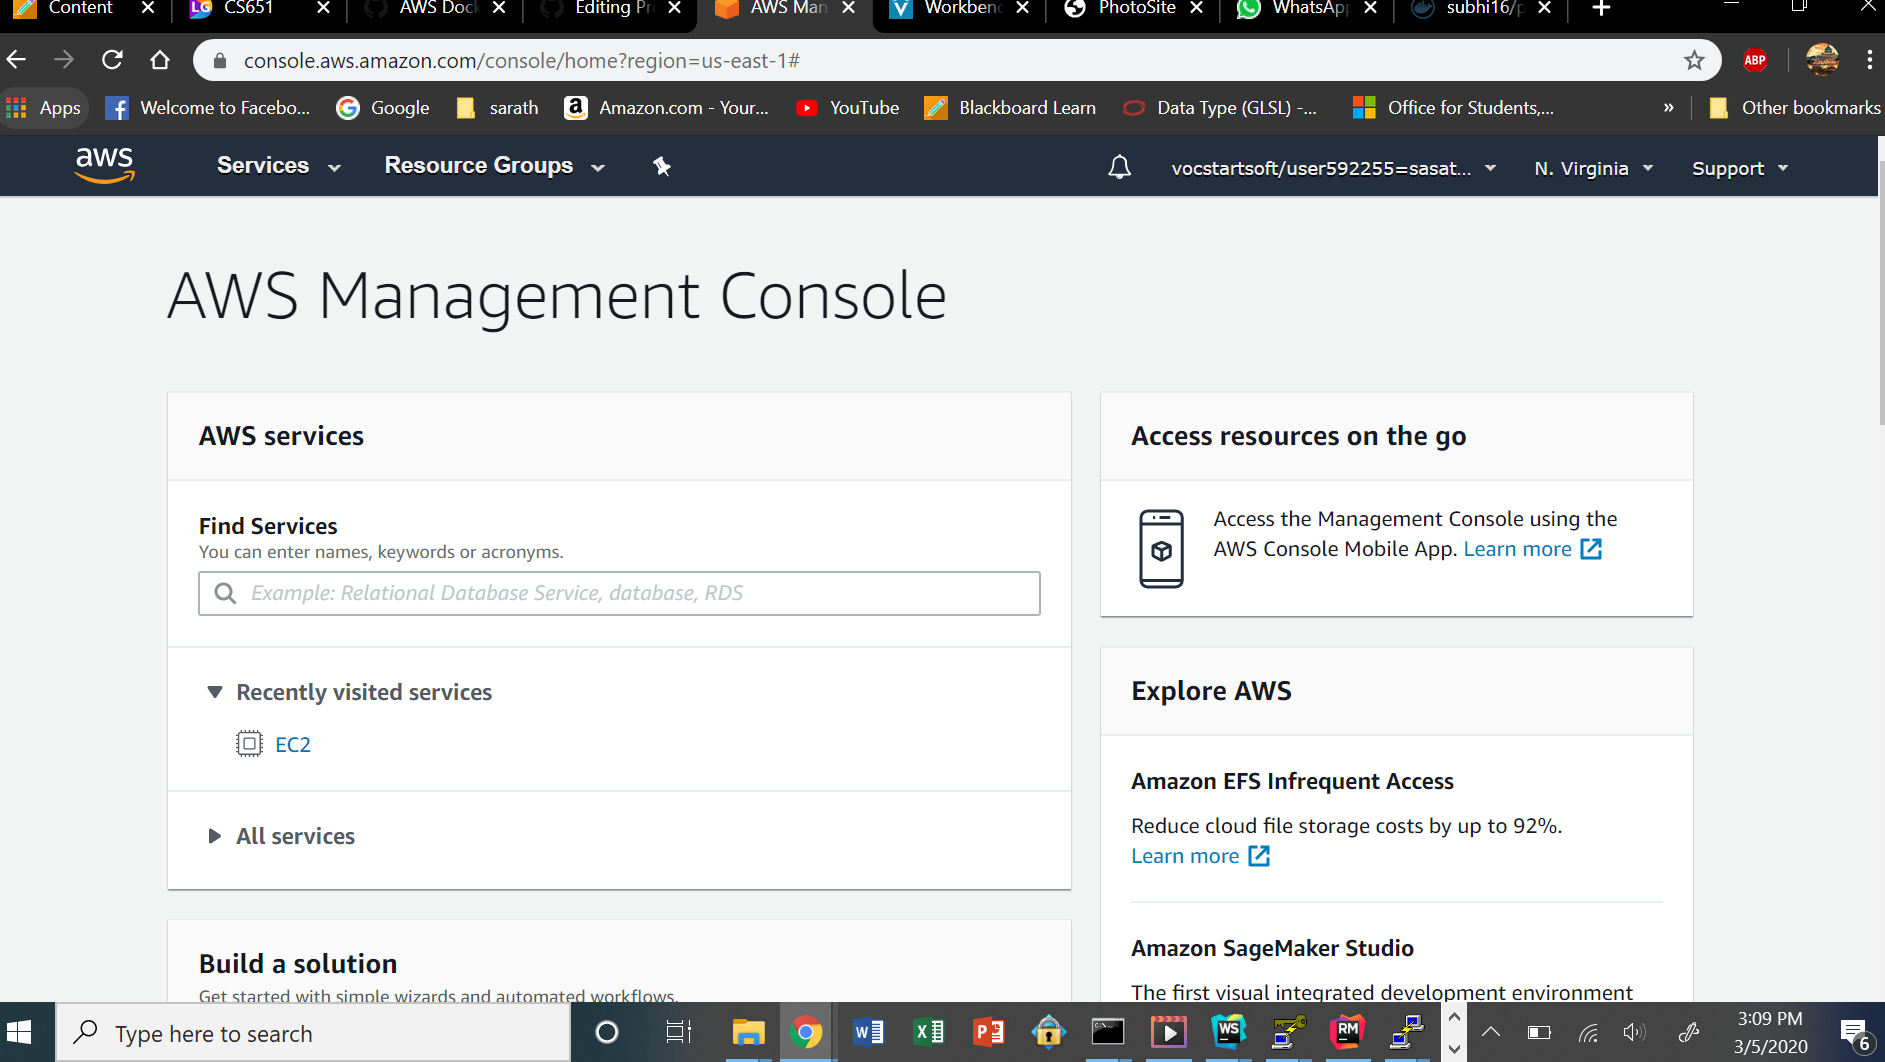 Content
LG CS651
AWS Doc
Editing Pr
AWS Man
Workben
PhotoSite
WhatsApp
subhi16/p
console.aws.amazon.com/console/home?region=us-east-1#
ABP
Apps
Welcome to Facebo...
Google
sarath
Amazon.com - Your...
YouTube
Blackboard Learn
Data Type (GLSL) -...
Office for Students,...
»
Other bookmarks
aws
Services
Resource Groups
vocstartsoft/user592255=sasat...
N. Virginia
Support
AWS Management Console
AWS services
Find Services
You can enter names, keywords or acronyms.
Example: Relational Database Service, database, RDS
Recently visited services
EC2
All services
Build a solution
Get started with simple wizards and automated workflows.
Access resources on the go
Access the Management Console using the
AWS Console Mobile App. Learn more
Explore AWS
Amazon EFS Infrequent Access
Reduce cloud file storage costs by up to 92%.
Learn more
Amazon SageMaker Studio
The first visual integrated development environment
Type here to search
WS
RM
3:09 PM
3/5/2020
6